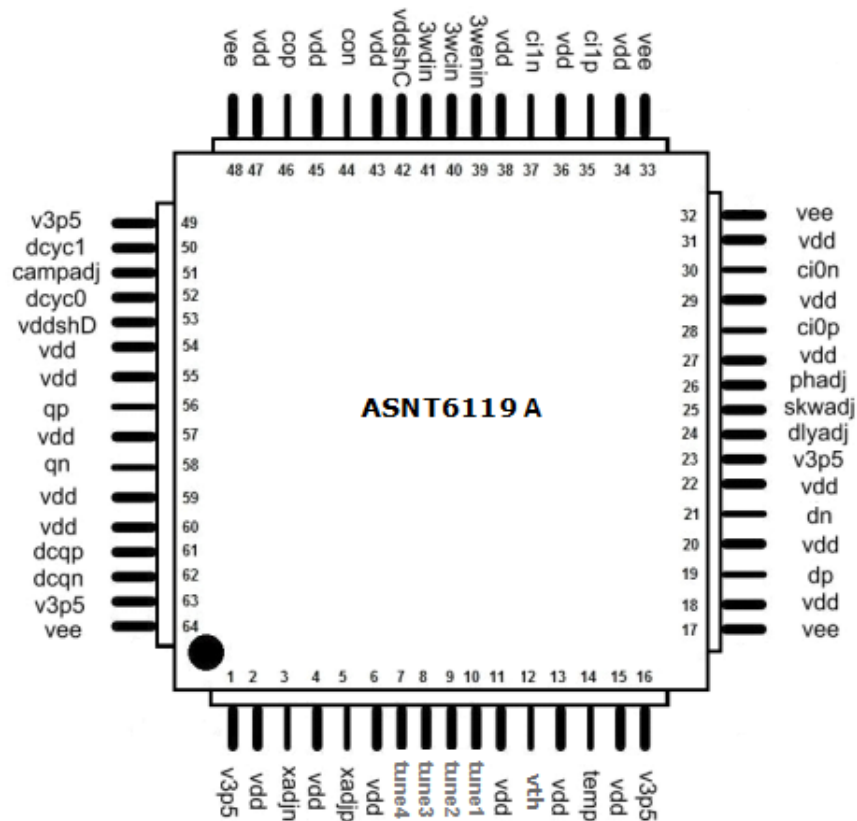 vee vdd cop vdd con vdd vddshC 3wdin 3wcin 3wenin vdd ci1n vdd ci1p vdd vee
48 47 46 45 44 43 42 41 40 39 38 37 36 35 34 33
v3p5 49
dcyc1 50
campadj 51
dcyc0 52
vddshD 53
vdd 54
vdd 55
qp 56
vdd 57
qn 58
vdd 59
vdd 60
dcqp 61
dcqn 62
v3p5 63
vee 64
ASNT6119 A
32 vee
31 vdd
30 ci0n
29 vdd
28 ci0p
27 vdd
26 phadj
25 skwadj
24 dlyadj
23 v3p5
22 vdd
21 dn
20 vdd
19 dp
18 vdd
17 vee
1 2 3 4 5 6 7 8 9 10 11 12 13 14 15 16
v3p5 vdd xadjn vdd xadjp vdd tune4 tune3 tune2 tune1 vdd vth vdd temp vdd v3p5